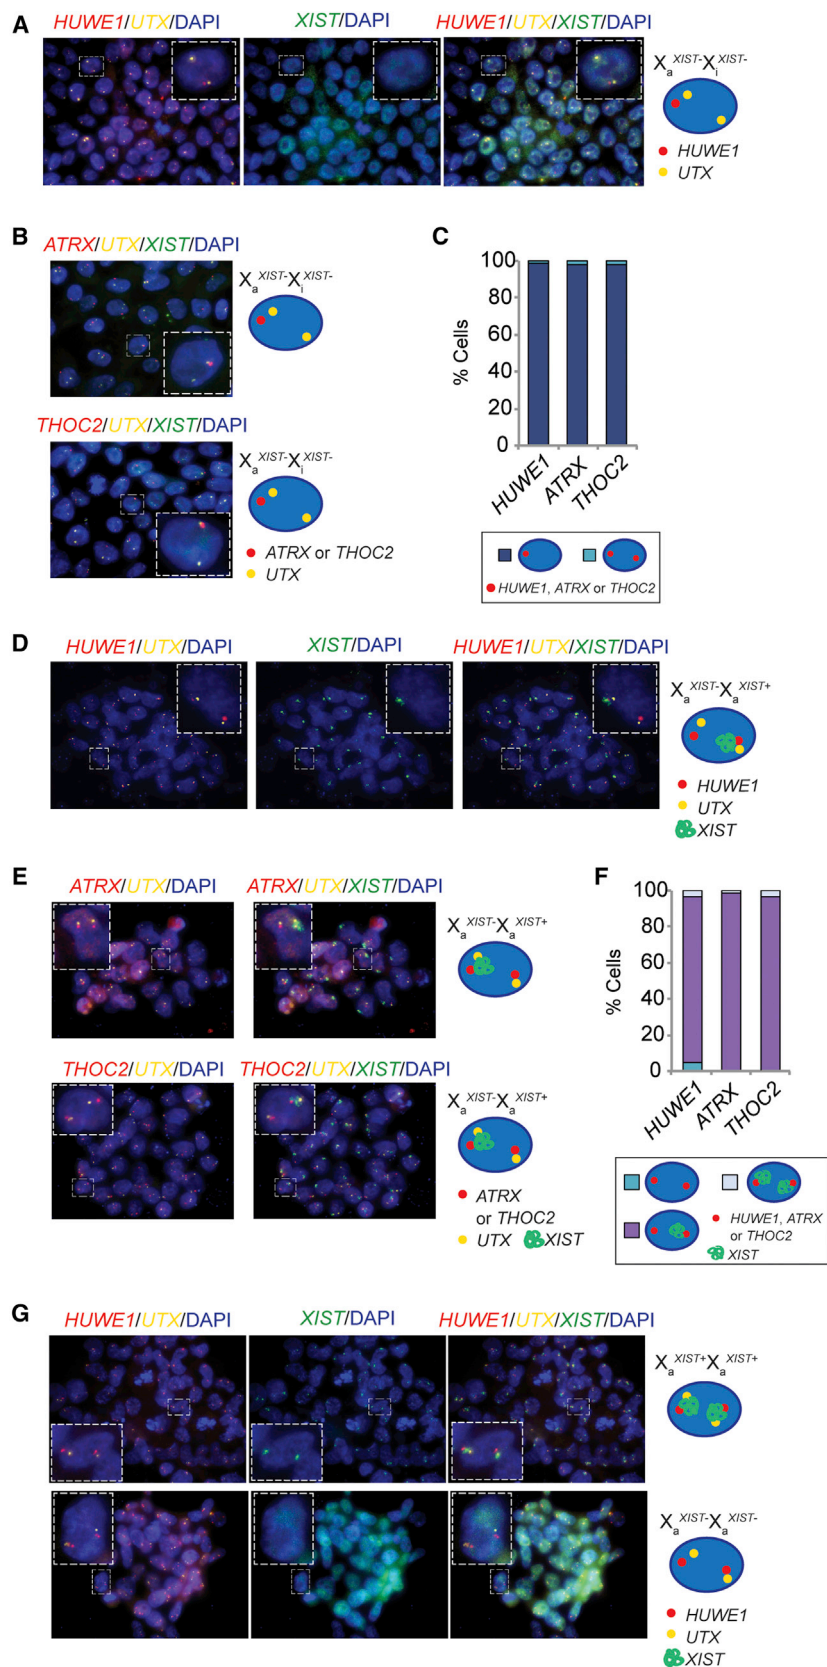 A
HUWE1/UTX/DAPI
XIST/DAPI
HUWE1/UTX/XIST/DAPI
XaXIST-XiXIST-
HUWE1
UTX
B
ATRX/UTX/XIST/DAPI
XaXIST-XiXIST-
THOC2/UTX/XIST/DAPI
XaXIST-XiXIST-
ATRX or THOC2
UTX
C
% Cells
100
80
60
40
20
0
HUWE1
ATRX
THOC2
HUWE1, ATRX or THOC2
D
HUWE1/UTX/DAPI
XIST/DAPI
HUWE1/UTX/XIST/DAPI
XaXIST-XaXIST+
HUWE1
UTX
XIST
E
ATRX/UTX/DAPI
ATRX/UTX/XIST/DAPI
XaXIST-XaXIST+
THOC2/UTX/DAPI
THOC2/UTX/XIST/DAPI
XaXIST-XaXIST+
ATRX
or THOC2
UTX XIST
F
% Cells
100
80
60
40
20
0
HUWE1
ATRX
THOC2
HUWE1, ATRX
or THOC2
XIST
G
HUWE1/UTX/DAPI
XIST/DAPI
HUWE1/UTX/XIST/DAPI
XaXIST+XaXIST+
XaXIST-XaXIST-
HUWE1
UTX
XIST